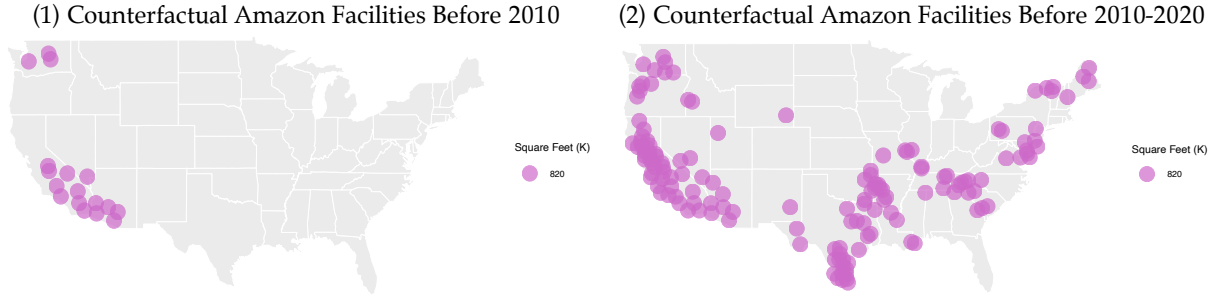 (1) Counterfactual Amazon Facilities Before 2010
(2) Counterfactual Amazon Facilities Before 2010-2020
Square Feet (K)
820
Square Feet (K)
820